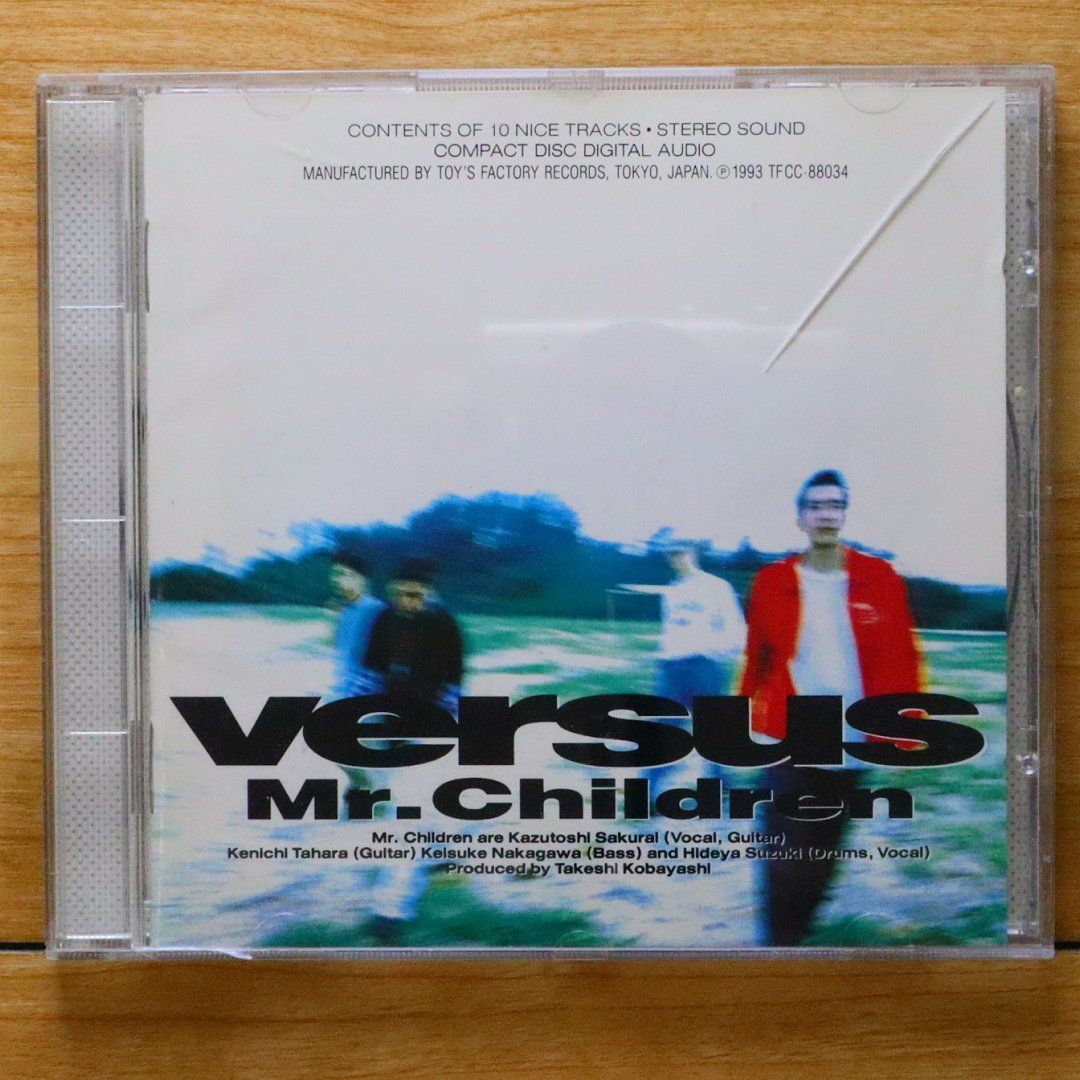 CONTENTS OF 10 NICE TRACKS • STEREO SOUND
COMPACT DISC DIGITAL AUDIO
MANUFACTURED BY TOY'S FACTORY RECORDS, TOKYO, JAPAN. ℗1993 TFCC-88034
versus
Mr. Children
Mr. Children are Kazutoshi Sakurai (Vocal, Guitar)
Kenichi Tahara (Guitar) Keisuke Nakagawa (Bass) and Hideya Suzuki (Drums, Vocal)
Produced by Takeshi Kobayashi